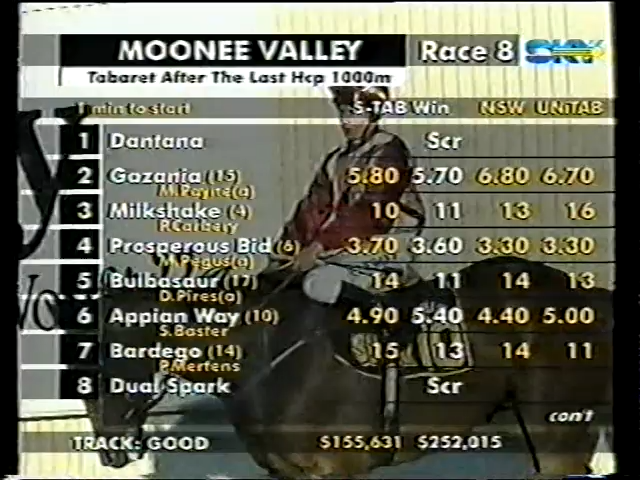 MOONEE VALLEY Race 8 SKY
Tabaret After The Last Hcp 1000m
1 min to start S-TAB Win NSW UNiTAB
1 Dantana Scr
2 Gazania (15) 5.80 5.70 6.80 6.70
M.Payne(a)
3 Milkshake (4) 10 11 13 16
R.Carbery
4 Prosperous Bid (6) 3.70 3.60 3.30 3.30
M.Pegus(a)
5 Bulbasaur (17) 14 11 14 13
D.Pires(a)
6 Appian Way (10) 4.90 5.40 4.40 5.00
S.Baster
7 Bardego (14) 15 13 14 11
P.Mertens
8 Dual Spark Scr
con't
TRACK: GOOD $155,631 $252,015